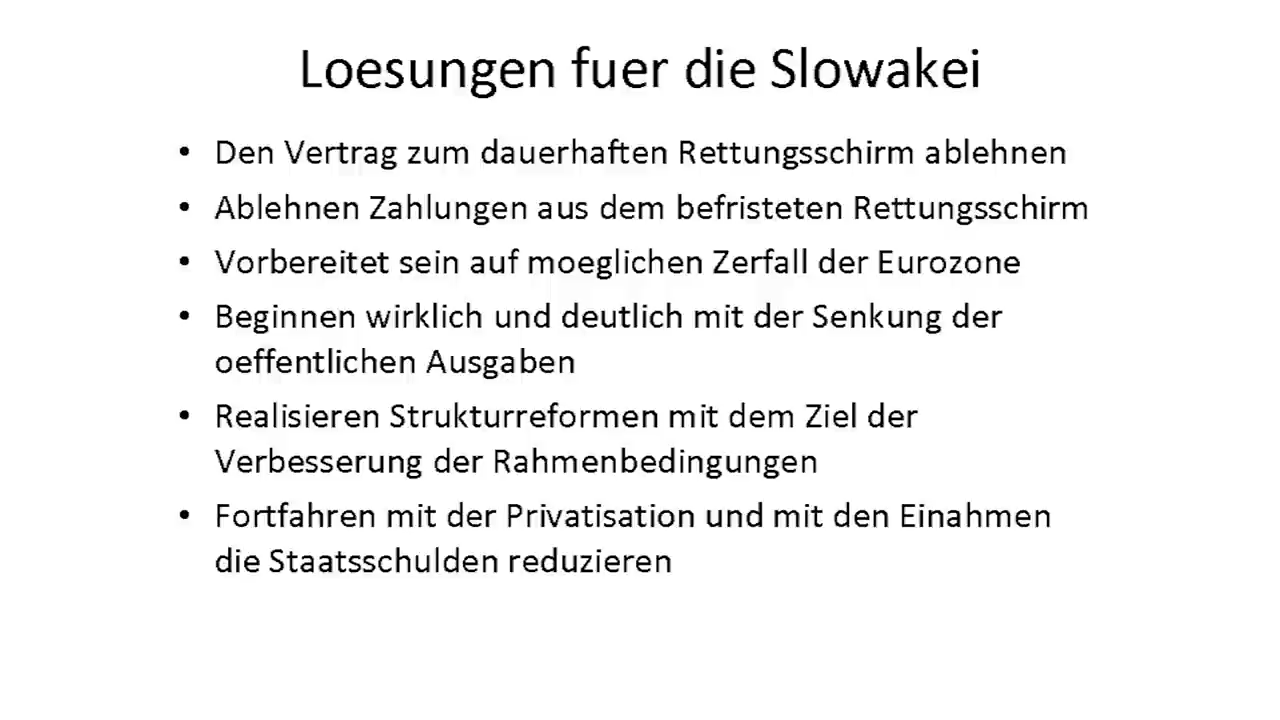 Loesungen fuer die Slowakei
• Den Vertrag zum dauerhaften Rettungsschirm ablehnen
• Ablehnen Zahlungen aus dem befristeten Rettungsschirm
• Vorbereitet sein auf moeglichen Zerfall der Eurozone
• Beginnen wirklich und deutlich mit der Senkung der
oeffentlichen Ausgaben
• Realisieren Strukturreformen mit dem Ziel der
Verbesserung der Rahmenbedingungen
• Fortfahren mit der Privatisation und mit den Einahmen
die Staatsschulden reduzieren